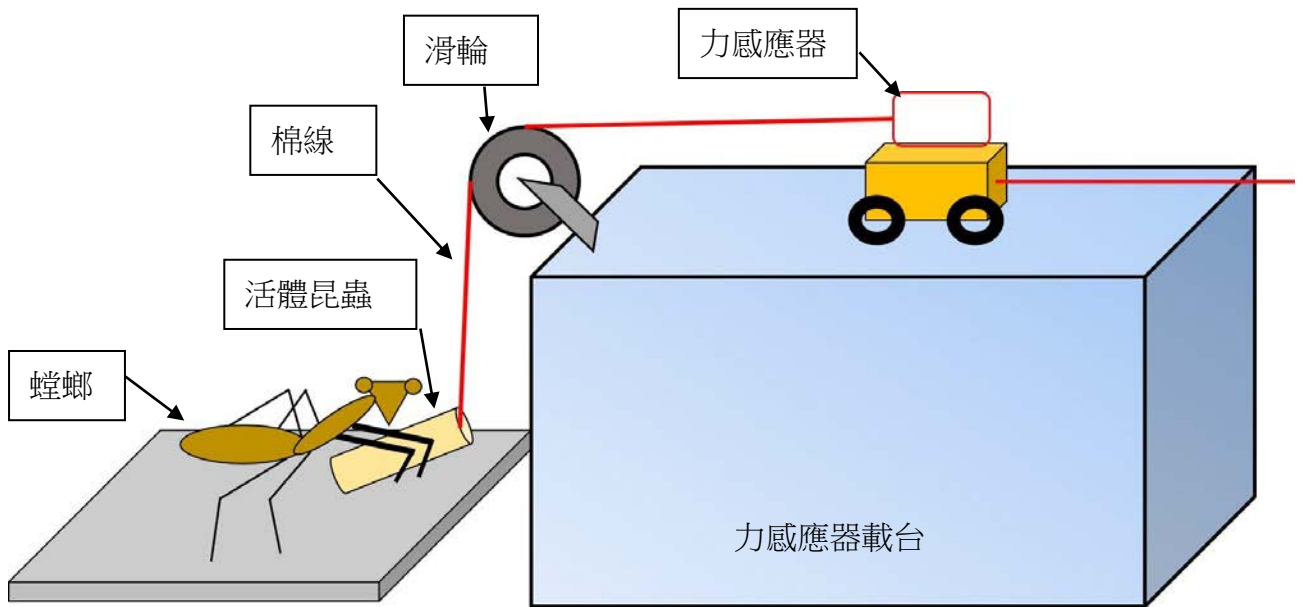 滑輪
力感應器
棉線
活體昆蟲
螳螂
力感應器載台